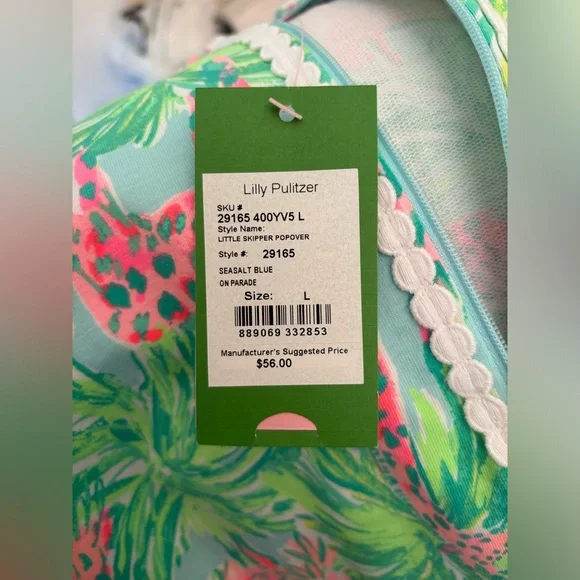 Lilly Pulitzer
SKU #
29165 400YV5 L
Style Name:
LITTLE SKIPPER POPOVER
Style #: 29165
SEASALT BLUE
ON PARADE
Size: L
889069 332853
Manufacturer's Suggested Price
$56.00